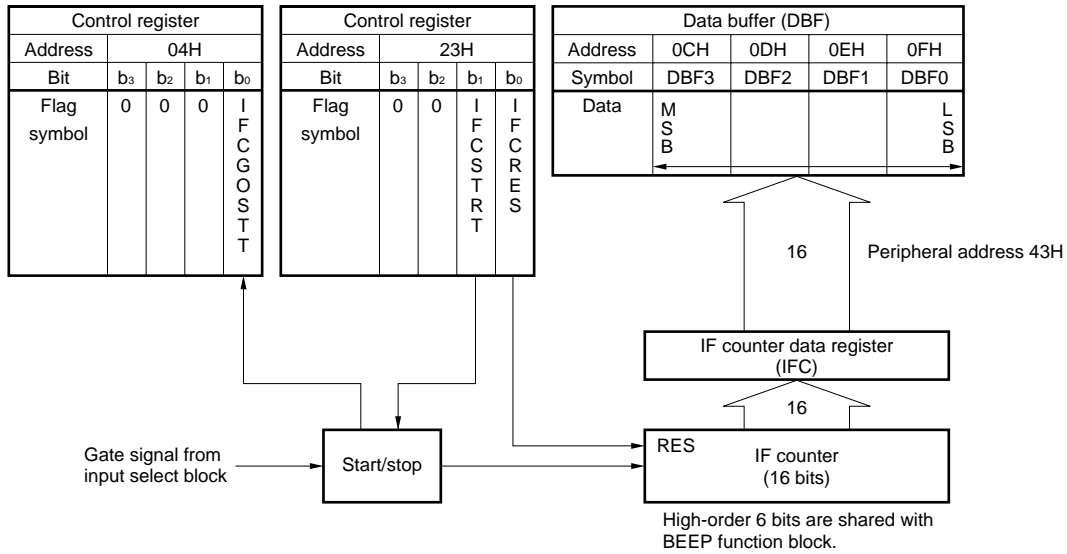 Control register
Address 04H
Bit b3 b2 b1 b0
Flag symbol 0 0 0 IFCGOSTT
Control register
Address 23H
Bit b3 b2 b1 b0
Flag symbol 0 0 IFCSTRT IFCRES
Data buffer (DBF)
Address 0CH 0DH 0EH 0FH
Symbol DBF3 DBF2 DBF1 DBF0
Data MSB LSB
16
Peripheral address 43H
IF counter data register
(IFC)
16
Gate signal from
input select block
Start/stop
RES
IF counter
(16 bits)
High-order 6 bits are shared with
BEEP function block.